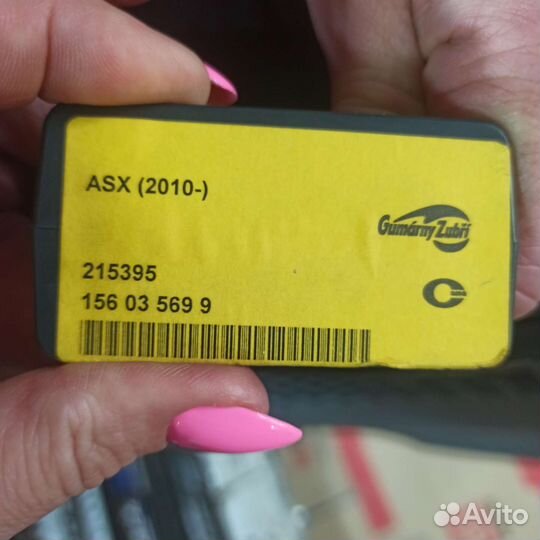 ASX (2010-)
Gumárny Zubří
215395
156 03 569 9
Avito